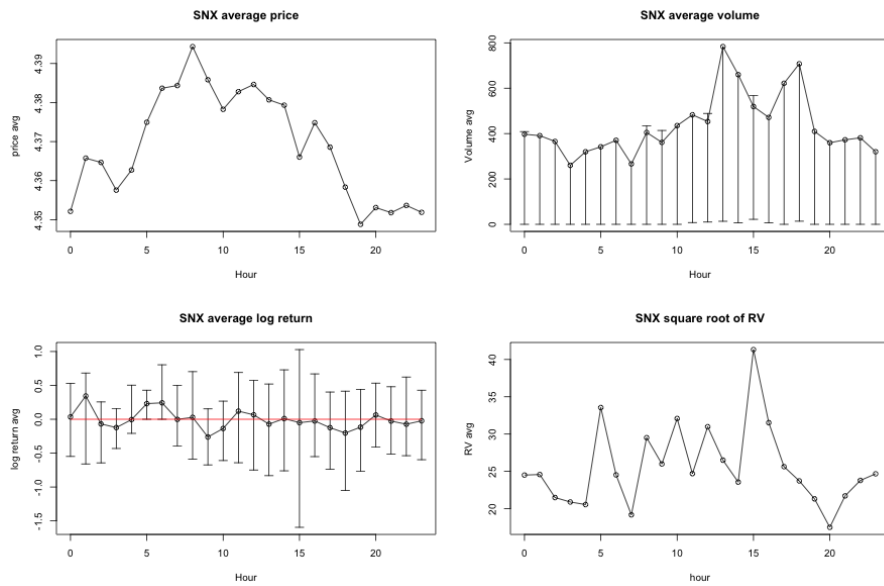 SNX average price
price avg
4.39
4.38
4.37
4.36
4.35
0 5 10 15 20
Hour
SNX average volume
Volume avg
800
600
400
200
0
0 5 10 15 20
Hour
SNX average log return
log return avg
1.0
0.5
0.0
-0.5
-1.0
-1.5
0 5 10 15 20
Hour
SNX square root of RV
RV avg
40
35
30
25
20
0 5 10 15 20
hour